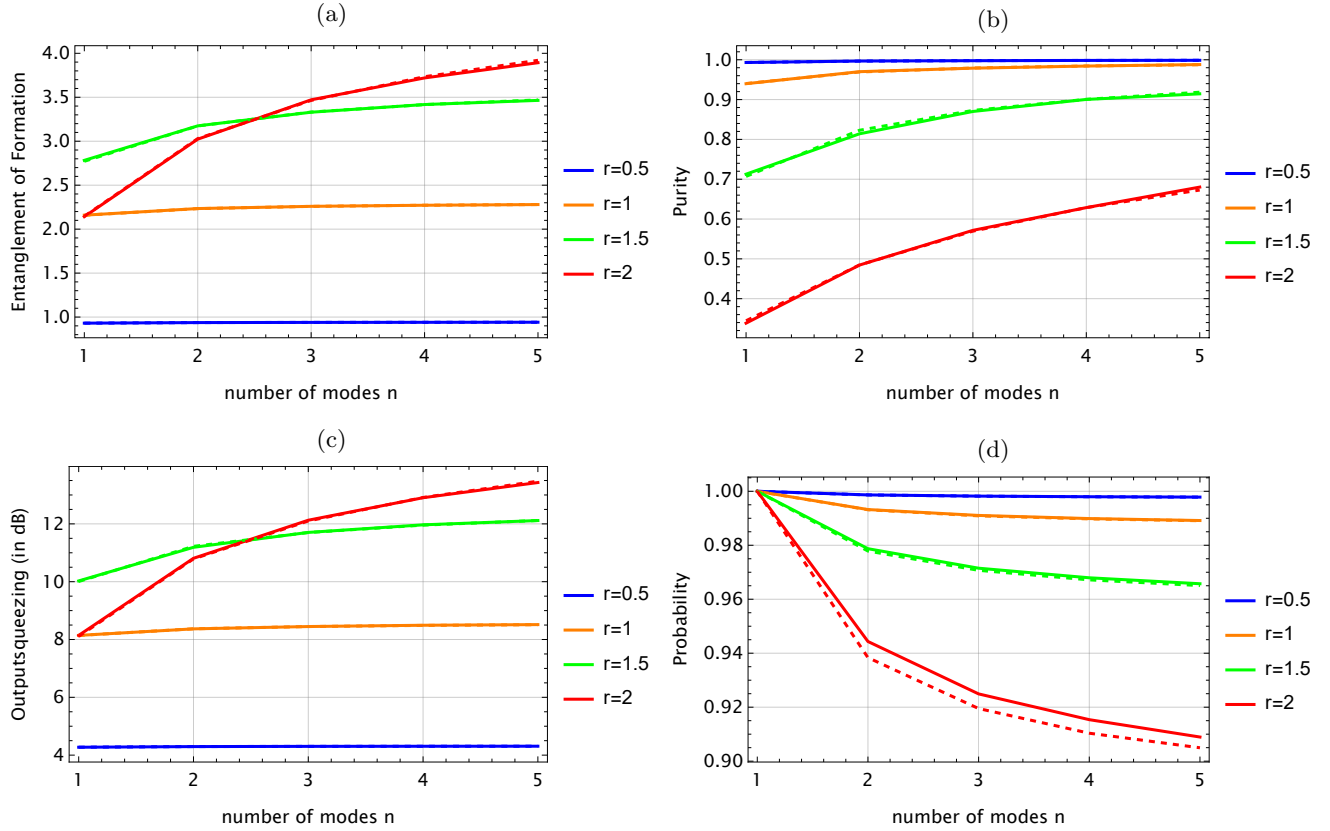 (a)
Entanglement of Formation
4.0
3.5
3.0
2.5
2.0
1.5
1.0
1 2 3 4 5
number of modes n
r=0.5
r=1
r=1.5
r=2
(b)
Purity
1.0
0.9
0.8
0.7
0.6
0.5
0.4
1 2 3 4 5
number of modes n
r=0.5
r=1
r=1.5
r=2
(c)
Outputsqueezing (in dB)
12
10
8
6
4
1 2 3 4 5
number of modes n
r=0.5
r=1
r=1.5
r=2
(d)
Probability
1.00
0.98
0.96
0.94
0.92
0.90
1 2 3 4 5
number of modes n
r=0.5
r=1
r=1.5
r=2